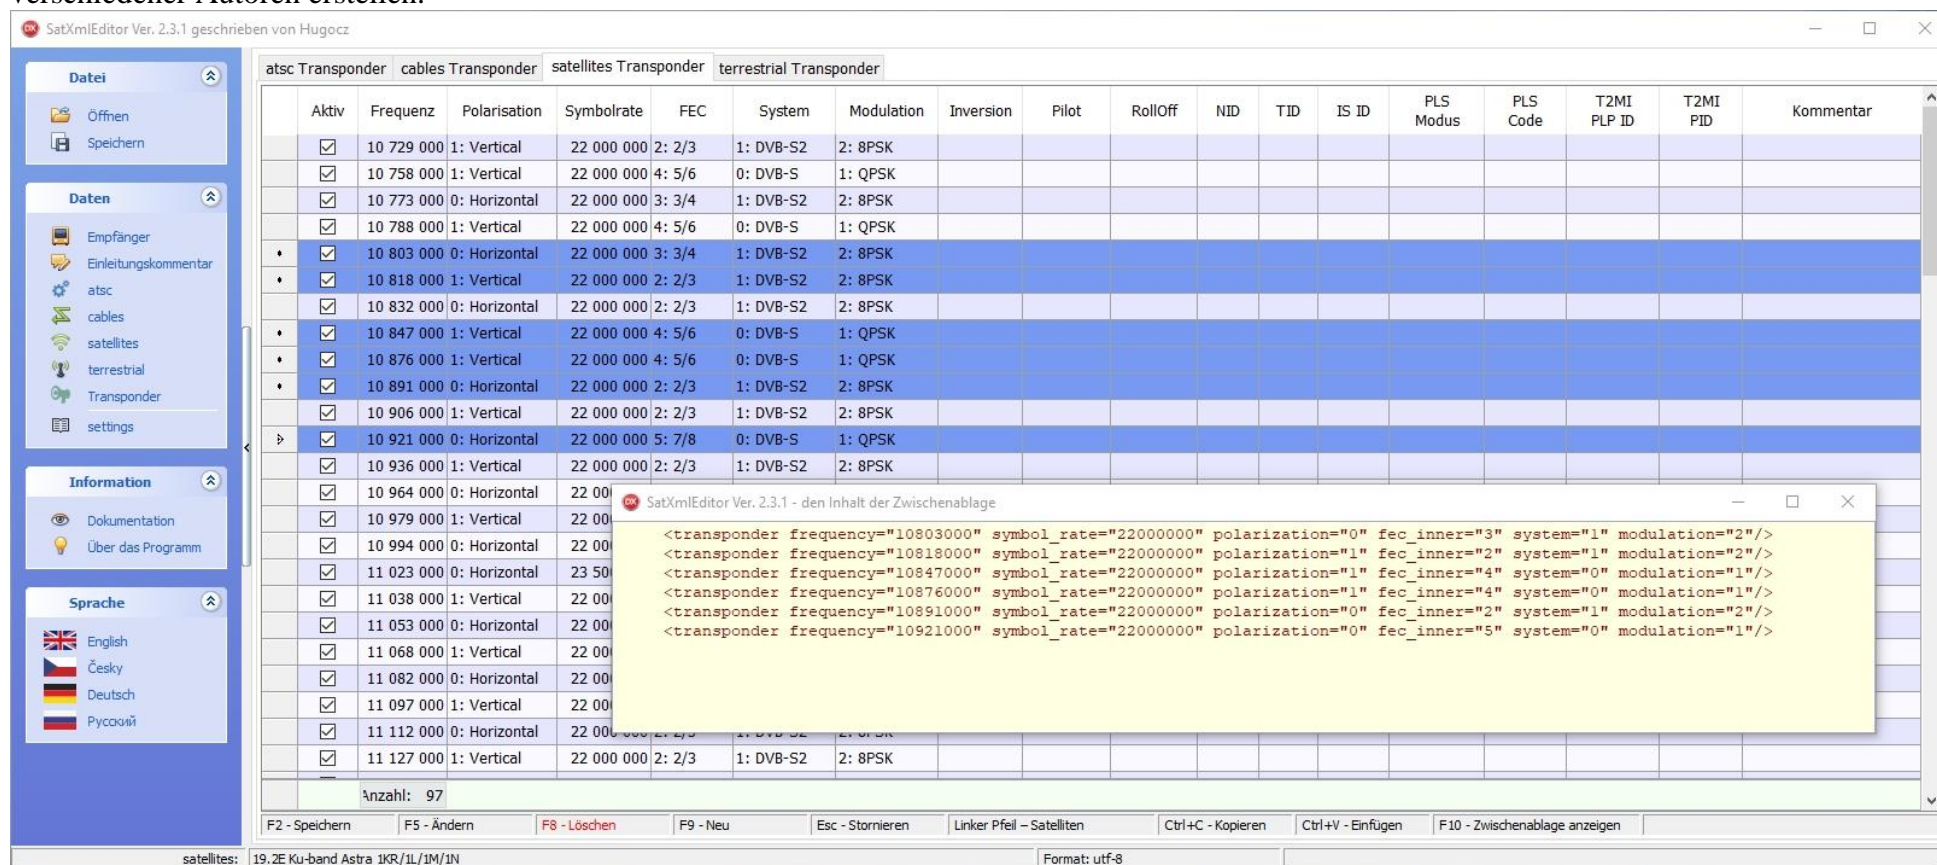 verschiedener Autoren erstellen.
SatXmlEditor Ver. 2.3.1 geschrieben von Hugocz
Datei
Öffnen
Speichern
Daten
Empfänger
Einleitungskommentar
atsc
cables
satellites
terrestrial
Transponder
settings
Information
Dokumentation
Über das Programm
Sprache
English
Česky
Deutsch
Русский
atsc Transponder cables Transponder satellites Transponder terrestrial Transponder
Aktiv Frequenz Polarisation Symbolrate FEC System Modulation Inversion Pilot RollOff NID TID IS ID PLS Modus PLS Code T2MI PLP ID T2MI PID Kommentar
10 729 000 1: Vertical 22 000 000 2: 2/3 1: DVB-S2 2: 8PSK
10 758 000 1: Vertical 22 000 000 4: 5/6 0: DVB-S 1: QPSK
10 773 000 0: Horizontal 22 000 000 3: 3/4 1: DVB-S2 2: 8PSK
10 788 000 1: Vertical 22 000 000 4: 5/6 0: DVB-S 1: QPSK
10 803 000 0: Horizontal 22 000 000 3: 3/4 1: DVB-S2 2: 8PSK
10 818 000 1: Vertical 22 000 000 2: 2/3 1: DVB-S2 2: 8PSK
10 832 000 0: Horizontal 22 000 000 2: 2/3 1: DVB-S2 2: 8PSK
10 847 000 1: Vertical 22 000 000 4: 5/6 0: DVB-S 1: QPSK
10 876 000 1: Vertical 22 000 000 4: 5/6 0: DVB-S 1: QPSK
10 891 000 0: Horizontal 22 000 000 2: 2/3 1: DVB-S2 2: 8PSK
10 906 000 1: Vertical 22 000 000 2: 2/3 1: DVB-S2 2: 8PSK
10 921 000 0: Horizontal 22 000 000 5: 7/8 0: DVB-S 1: QPSK
10 936 000 1: Vertical 22 000 000 2: 2/3 1: DVB-S2 2: 8PSK
10 964 000 0: Horizontal 22 00
10 979 000 1: Vertical 22 00
10 994 000 0: Horizontal 22 00
11 023 000 0: Horizontal 23 50
11 038 000 1: Vertical 22 00
11 053 000 0: Horizontal 22 00
11 068 000 1: Vertical 22 00
11 082 000 0: Horizontal 22 00
11 097 000 1: Vertical 22 00
11 112 000 0: Horizontal 22 00
11 127 000 1: Vertical 22 000 000 2: 2/3 1: DVB-S2 2: 8PSK
SatXmlEditor Ver. 2.3.1 - den Inhalt der Zwischenablage
<transponder frequency="10803000" symbol_rate="22000000" polarization="0" fec_inner="3" system="1" modulation="2"/>
<transponder frequency="10818000" symbol_rate="22000000" polarization="1" fec_inner="2" system="1" modulation="2"/>
<transponder frequency="10847000" symbol_rate="22000000" polarization="1" fec_inner="4" system="0" modulation="1"/>
<transponder frequency="10876000" symbol_rate="22000000" polarization="1" fec_inner="4" system="0" modulation="1"/>
<transponder frequency="10891000" symbol_rate="22000000" polarization="0" fec_inner="2" system="1" modulation="2"/>
<transponder frequency="10921000" symbol_rate="22000000" polarization="0" fec_inner="5" system="0" modulation="1"/>
Anzahl: 97
F2 - Speichern F5 - Ändern F8 - Löschen F9 - Neu Esc - Stornieren Linker Pfeil – Satelliten Ctrl+C - Kopieren Ctrl+V - Einfügen F10 - Zwischenablage anzeigen
satellites: 19.2E Ku-band Astra 1KR/1L/1M/1N Format: utf-8